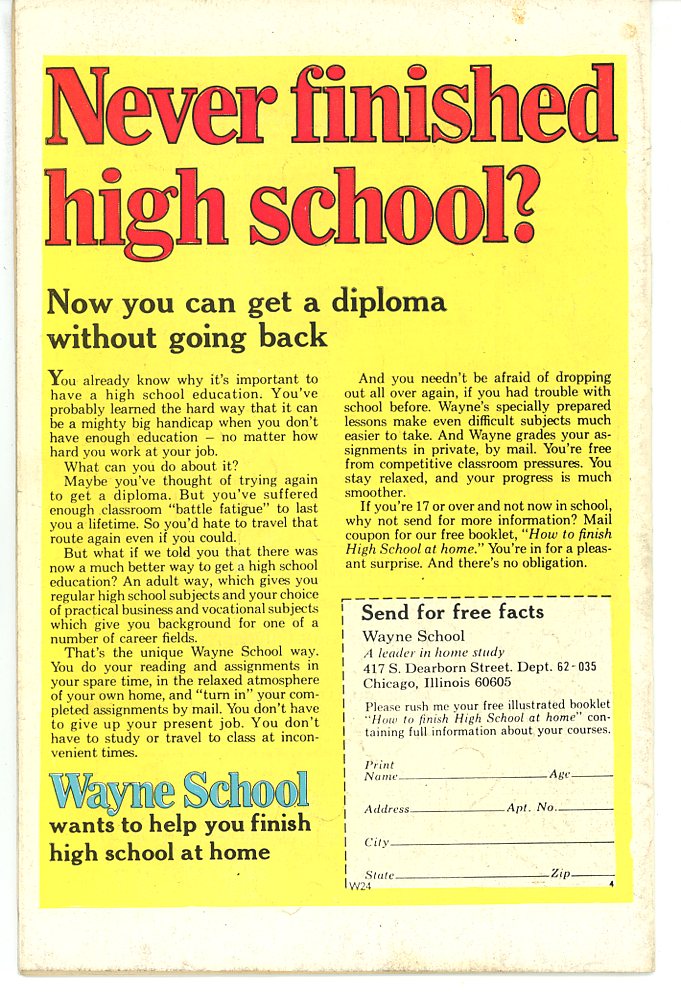 Never finished
high school?
Now you can get a diploma
without going back
You already know why it's important to
have a high school education. You've
probably learned the hard way that it can
be a mighty big handicap when you don't
have enough education – no matter how
hard you work at your job.
What can you do about it?
Maybe you've thought of trying again
to get a diploma. But you've suffered
enough classroom "battle fatigue" to last
you a lifetime. So you'd hate to travel that
route again even if you could.
But what if we told you that there was
now a much better way to get a high school
education? An adult way, which gives you
regular high school subjects and your choice
of practical business and vocational subjects
which give you background for one of a
number of career fields.
That's the unique Wayne School way.
You do your reading and assignments in
your spare time, in the relaxed atmosphere
of your own home, and "turn in" your com-
pleted assignments by mail. You don't have
to give up your present job. You don't
have to study or travel to class at incon-
venient times.
Wayne School
wants to help you finish
high school at home
And you needn't be afraid of dropping
out all over again, if you had trouble with
school before. Wayne's specially prepared
lessons make even difficult subjects much
easier to take. And Wayne grades your as-
signments in private, by mail. You're free
from competitive classroom pressures. You
stay relaxed, and your progress is much
smoother.
If you're 17 or over and not now in school,
why not send for more information? Mail
coupon for our free booklet, "How to finish
High School at home." You're in for a pleas-
ant surprise. And there's no obligation.
Send for free facts
Wayne School
A leader in home study
417 S. Dearborn Street. Dept. 62-035
Chicago, Illinois 60605
Please rush me your free illustrated booklet
"How to finish High School at home" con-
taining full information about your courses.
Print
Name Age
Address Apt. No.
City
State Zip
W24 4